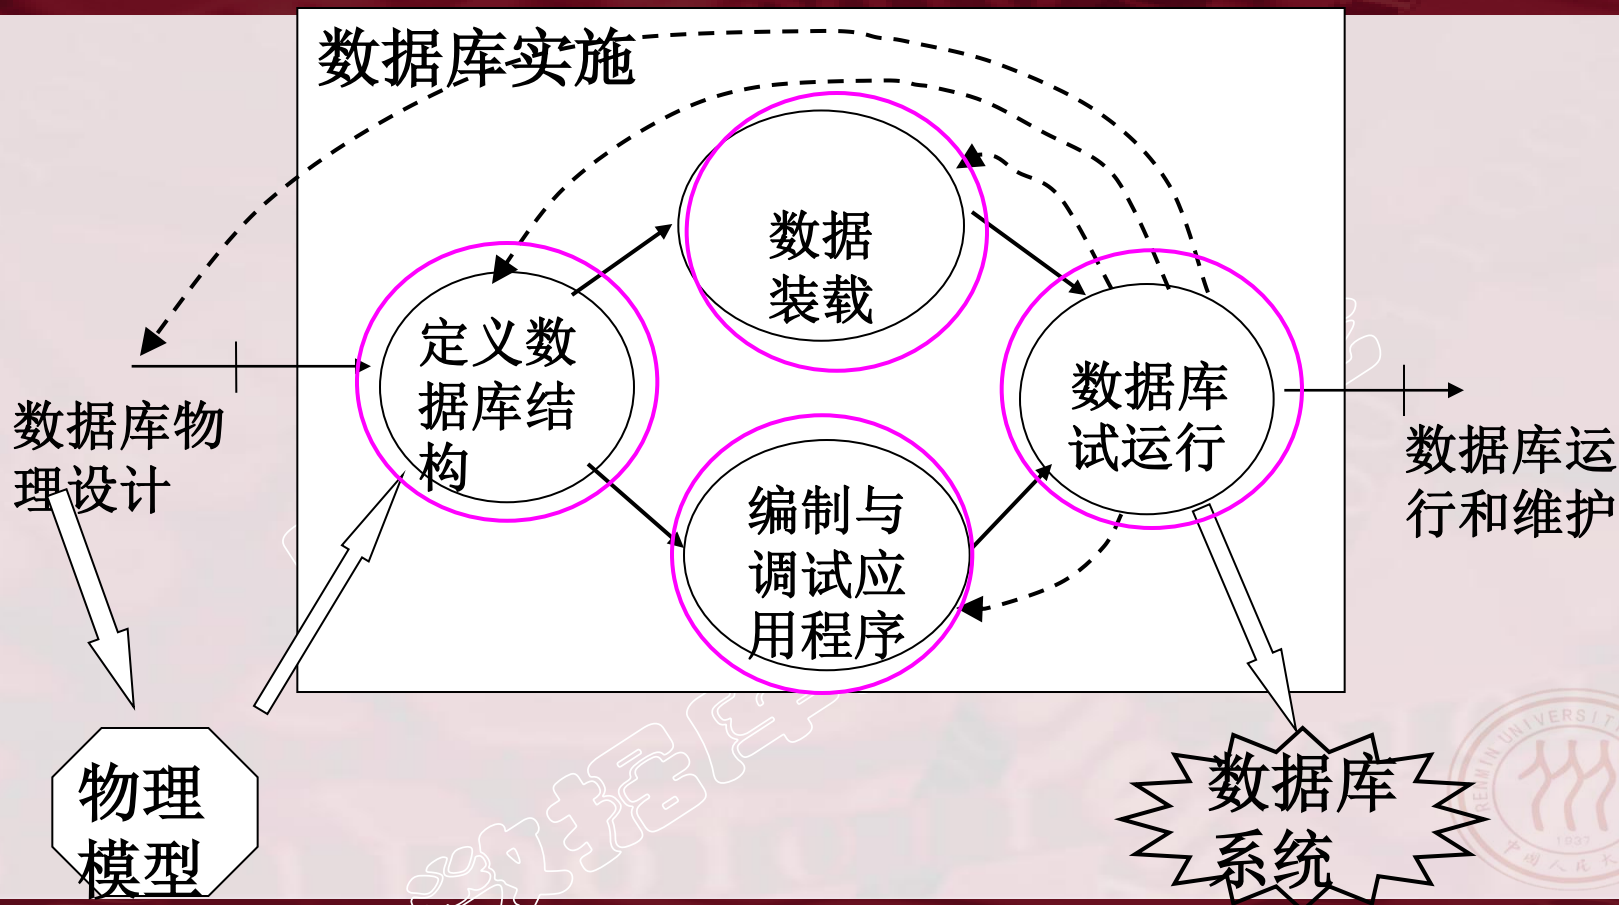 数据库实施
数据
装载
定义数
据库结
构
数据库
试运行
数据库物
理设计
数据库运
行和维护
编制与
调试应
用程序
物理
模型
数据库
系统
1937